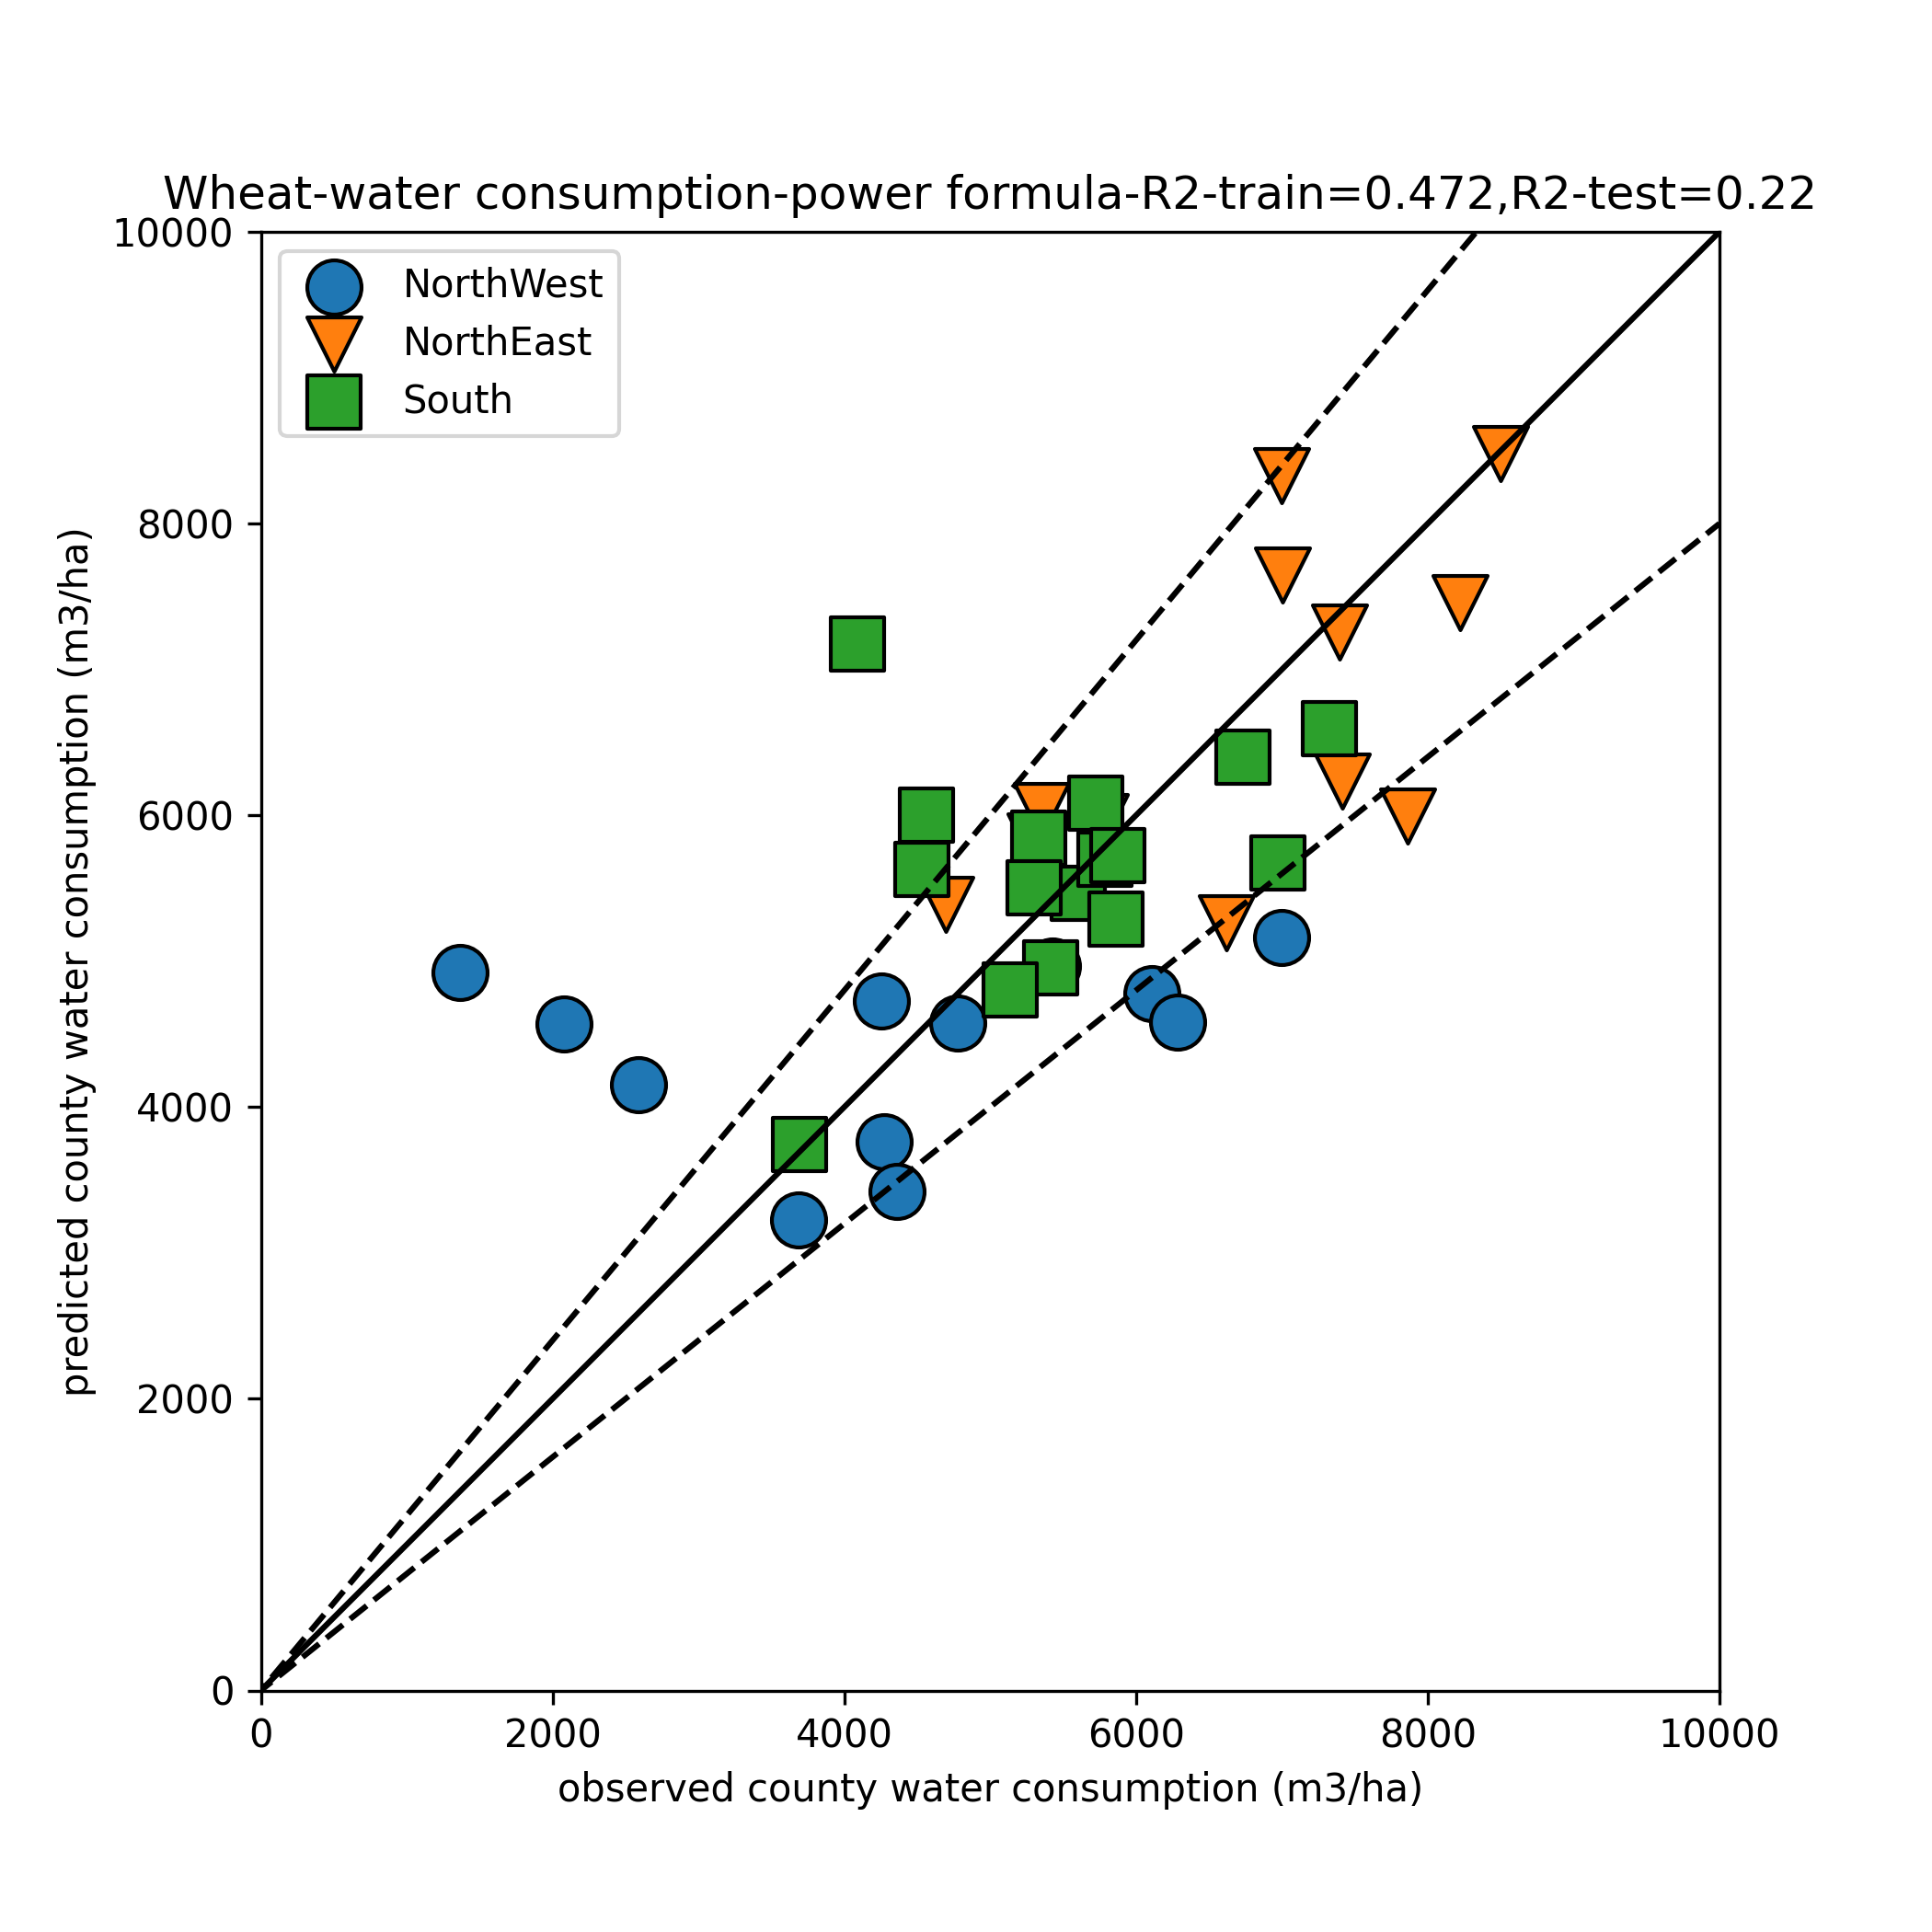 Wheat-water consumption-power formula-R2-train=0.472,R2-test=0.22
10000
8000
6000
4000
2000
0
predicted county water consumption (m3/ha)
NorthWest
NorthEast
South
0 2000 4000 6000 8000 10000
observed county water consumption (m3/ha)